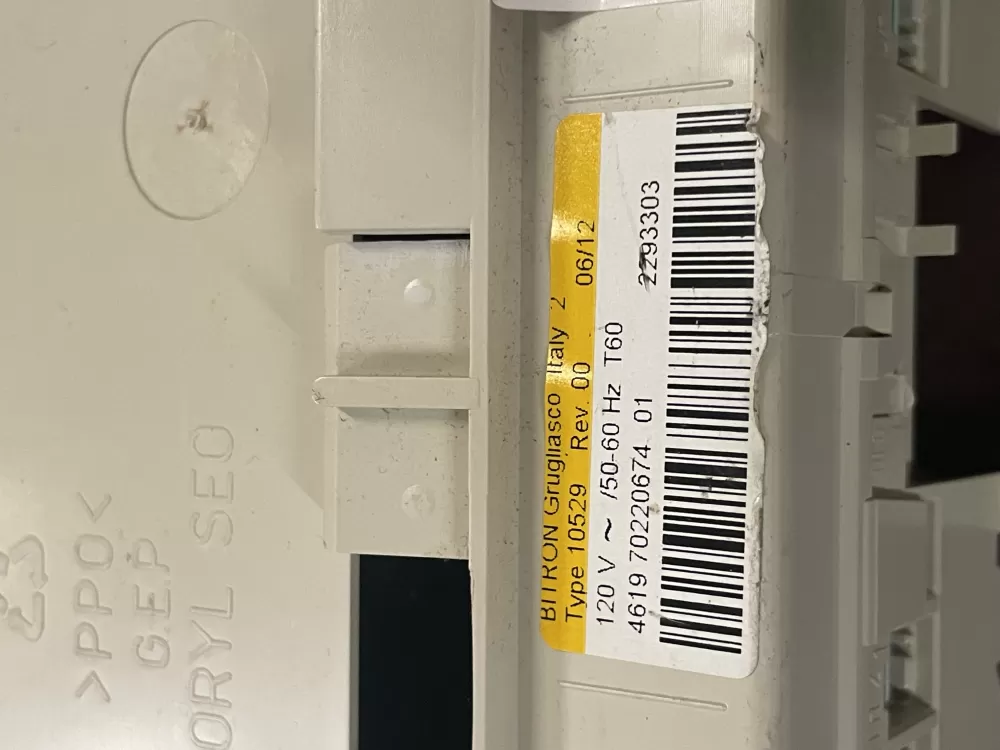 BITRON Grugliasco Italy 2
Type 10529 Rev. 00 06/12
120 V ~ /50-60 Hz T60
4619 70220674 01 2293303
>PPO<
G.E.P
ORYL SEO